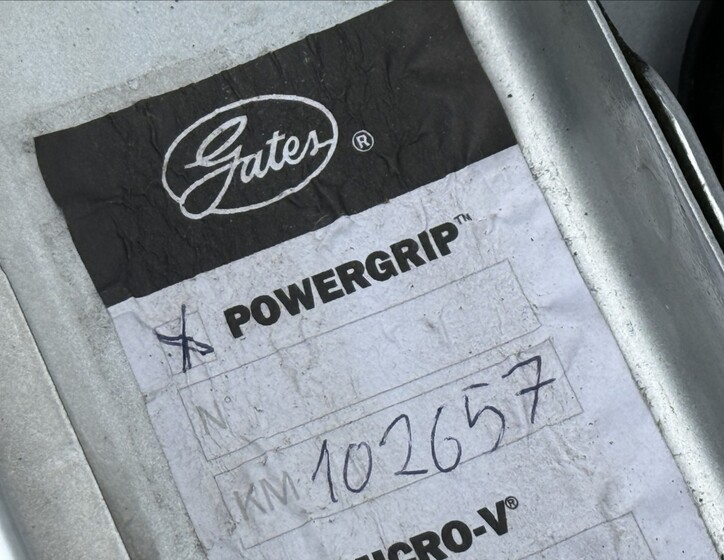 Gates®
POWERGRIP™
N°
KM 102657
MICRO-V®